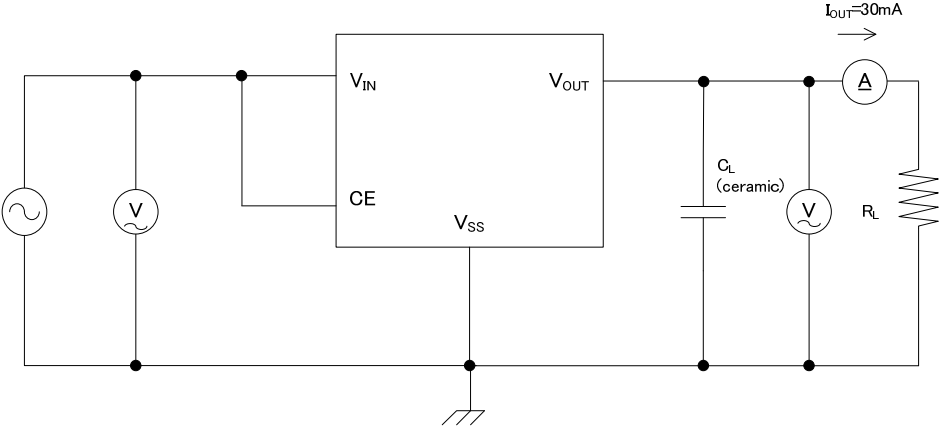 IOUT=30mA
VIN
VOUT
A
CE
VSS
V
CL
(ceramic)
V
RL